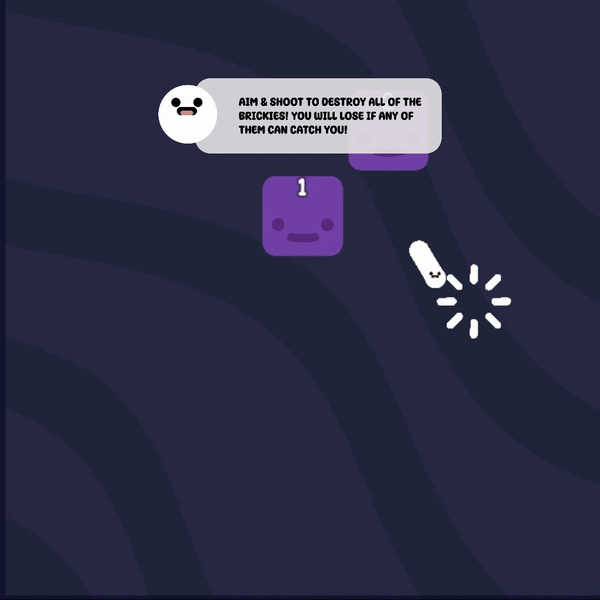 AIM & SHOOT TO DESTROY ALL OF THE
BRICKIES! YOU WILL LOSE IF ANY OF
THEM CAN CATCH YOU!
1